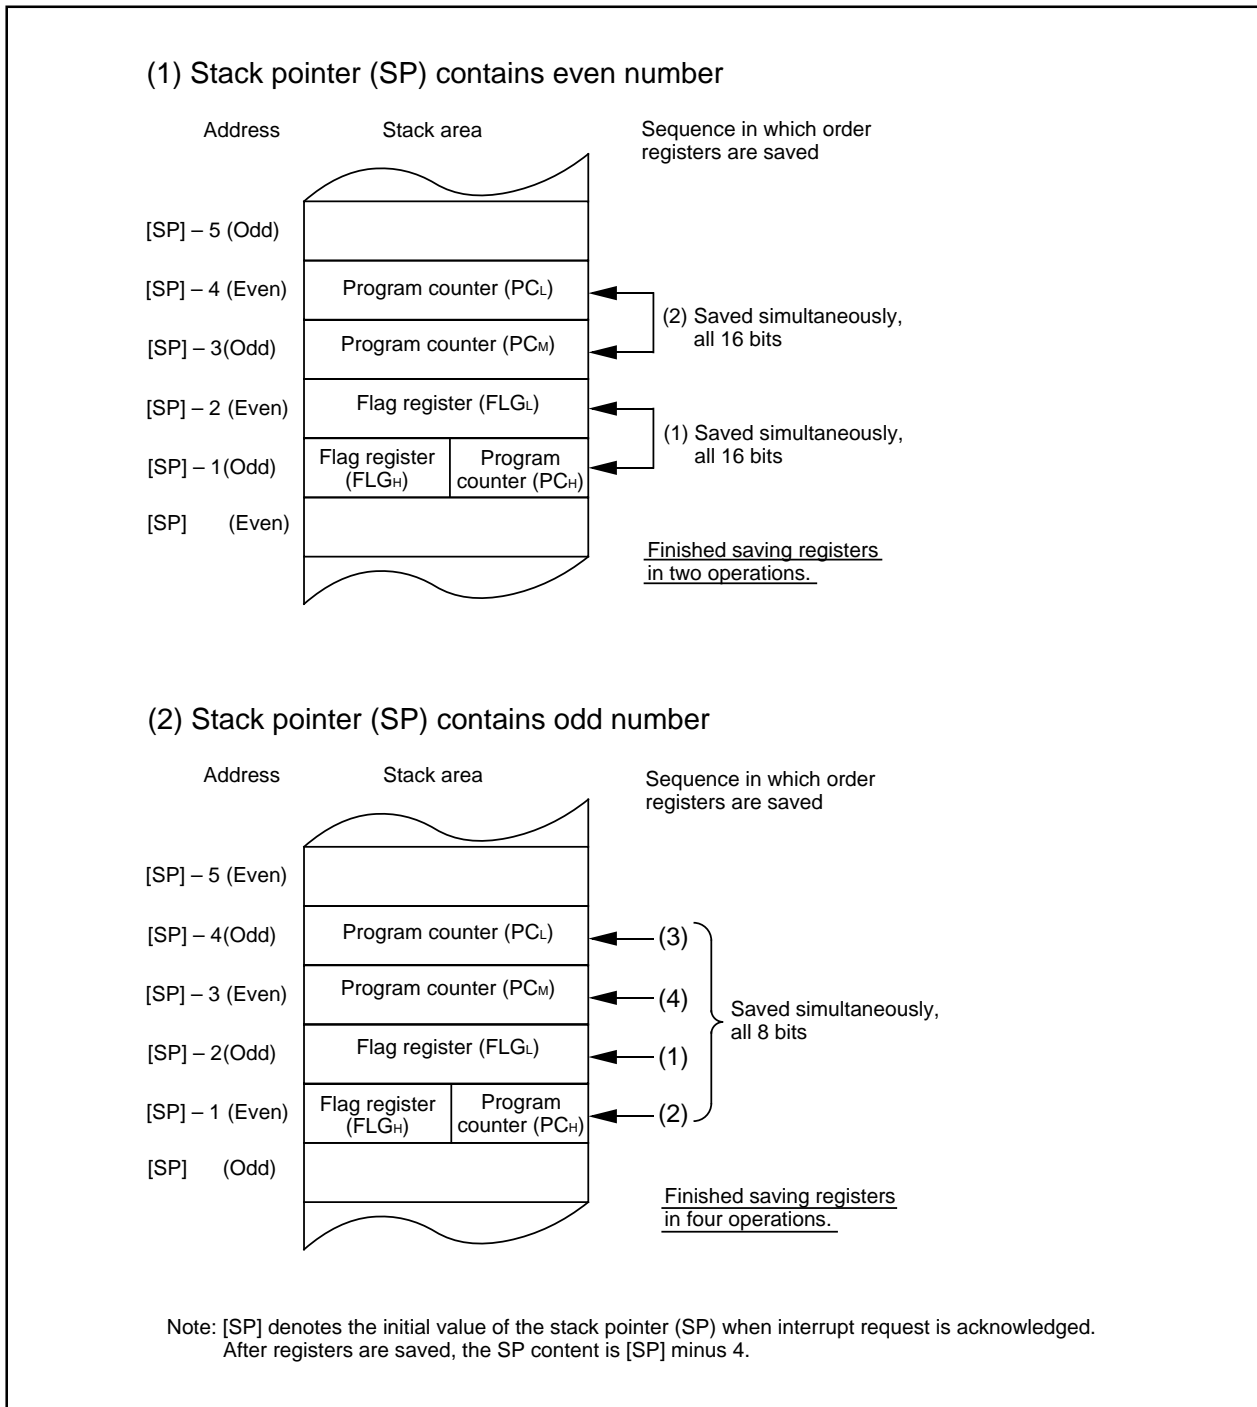 (1) Stack pointer (SP) contains even number
Address Stack area Sequence in which order
registers are saved
[SP] – 5 (Odd)
[SP] – 4 (Even) Program counter (PCL)
(2) Saved simultaneously,
all 16 bits
[SP] – 3(Odd) Program counter (PCM)
[SP] – 2 (Even) Flag register (FLGL)
(1) Saved simultaneously,
all 16 bits
[SP] – 1(Odd) Flag register
(FLGH) Program
counter (PCH)
[SP] (Even)
Finished saving registers
in two operations.
(2) Stack pointer (SP) contains odd number
Address Stack area Sequence in which order
registers are saved
[SP] – 5 (Even)
[SP] – 4(Odd) Program counter (PCL) (3)
[SP] – 3 (Even) Program counter (PCM) (4)
Saved simultaneously,
all 8 bits
[SP] – 2(Odd) Flag register (FLGL) (1)
[SP] – 1 (Even) Flag register
(FLGH) Program
counter (PCH) (2)
[SP] (Odd)
Finished saving registers
in four operations.
Note: [SP] denotes the initial value of the stack pointer (SP) when interrupt request is acknowledged.
After registers are saved, the SP content is [SP] minus 4.